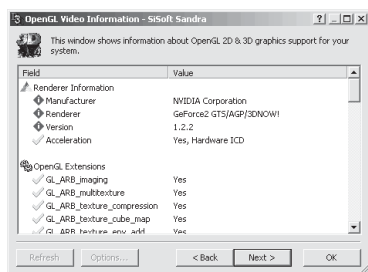 OpenGL Video Information - SiSoft Sandra
This window shows information about OpenGL 2D & 3D graphics support for your
system.
Field Value
Renderer Information
Manufacturer NVIDIA Corporation
Renderer GeForce2 GTS/AGP/3DNOW!
Version 1.2.2
Acceleration Yes, Hardware ICD
OpenGL Extensions
GL_ARB_imaging Yes
GL_ARB_multitexture Yes
GL_ARB_texture_compression Yes
GL_ARB_texture_cube_map Yes
GL_ARB_texture_env_add Yes
Refresh Options... < Back Next > OK